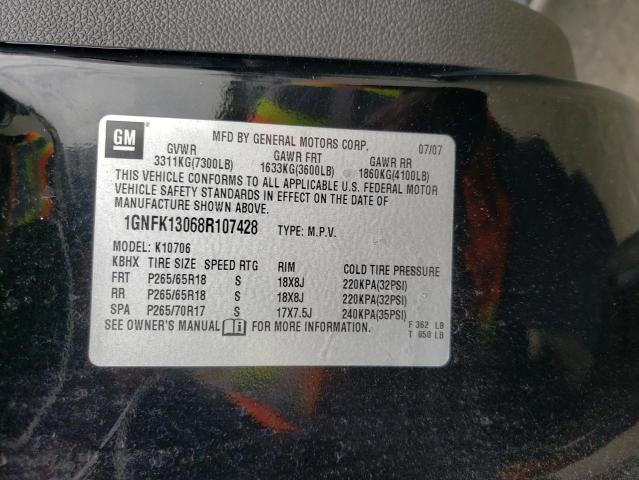 GM
MFD BY GENERAL MOTORS CORP. 07/07
GVWR GAWR FRT GAWR RR
3311KG(7300LB) 1633KG(3600LB) 1860KG(4100LB)
THIS VEHICLE CONFORMS TO ALL APPLICABLE U.S. FEDERAL MOTOR
VEHICLE SAFETY STANDARDS IN EFFECT ON THE DATE OF
MANUFACTURE SHOWN ABOVE.
1GNFK13068R107428 TYPE: M.P.V.
MODEL: K10706
KBHX TIRE SIZE SPEED RTG RIM COLD TIRE PRESSURE
FRT P265/65R18 S 18X8J 220KPA(32PSI)
RR P265/65R18 S 18X8J 220KPA(32PSI)
SPA P265/70R17 S 17X7.5J 240KPA(35PSI)
SEE OWNER'S MANUAL FOR MORE INFORMATION.
F 362 LB
T 050 LB